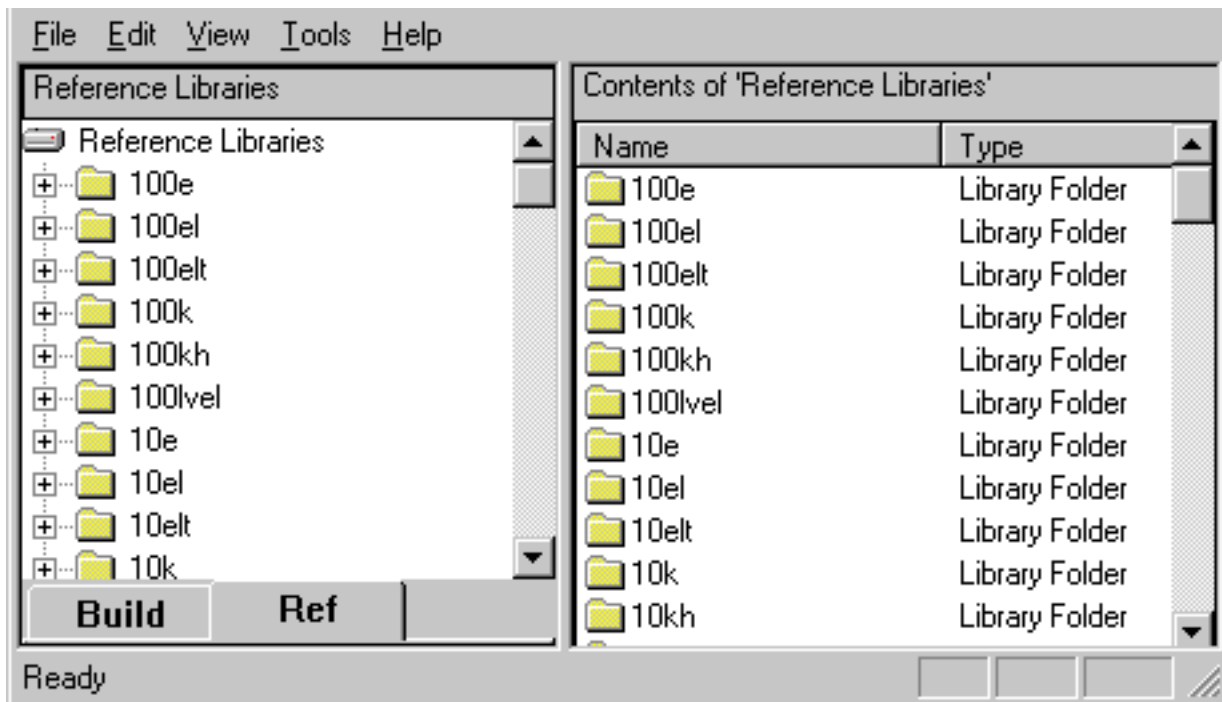 File Edit View Tools Help
Reference Libraries
Reference Libraries
100e
100el
100elt
100k
100kh
100lvel
10e
10el
10elt
10k
Build Ref
Contents of 'Reference Libraries'
Name Type
100e Library Folder
100el Library Folder
100elt Library Folder
100k Library Folder
100kh Library Folder
100lvel Library Folder
10e Library Folder
10el Library Folder
10elt Library Folder
10k Library Folder
10kh Library Folder
Ready